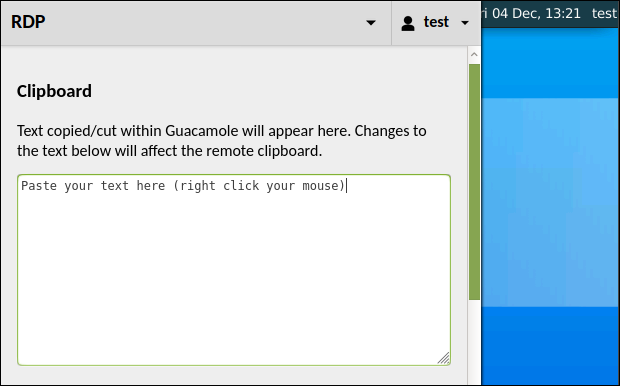 RDP
test
ri 04 Dec, 13:21 test
Clipboard
Text copied/cut within Guacamole will appear here. Changes to
the text below will affect the remote clipboard.
Paste your text here (right click your mouse)